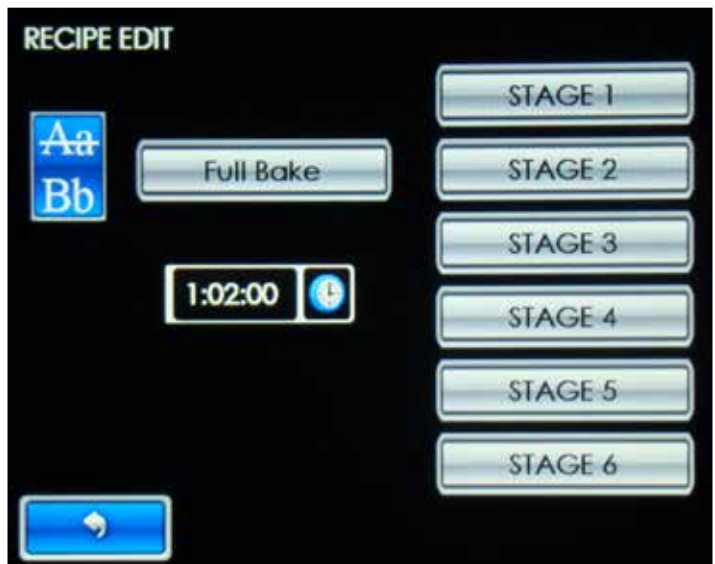 RECIPE EDIT
Aa
Bb
Full Bake
1:02:00
STAGE 1
STAGE 2
STAGE 3
STAGE 4
STAGE 5
STAGE 6